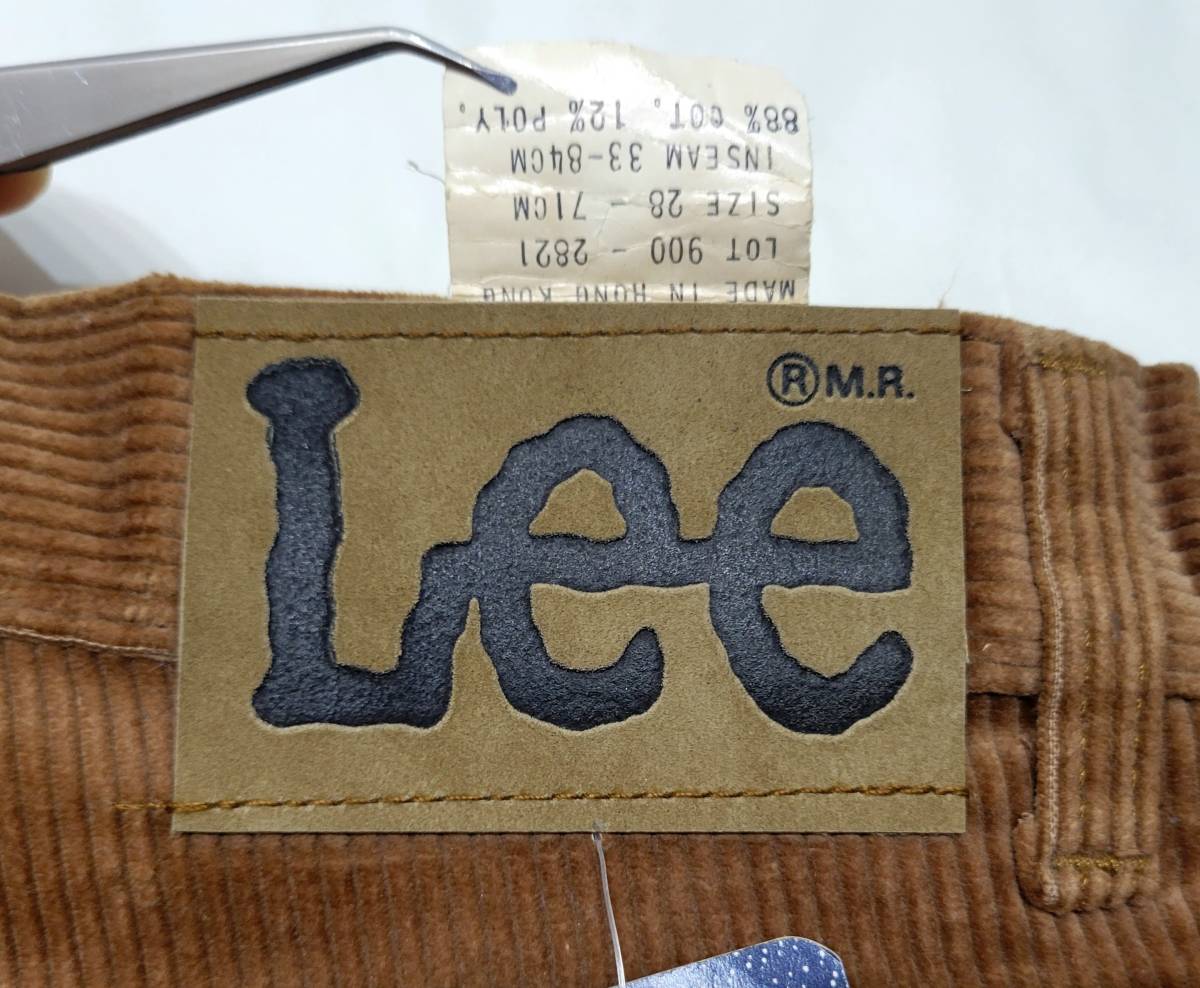 MADE IN HONG KONG
LOT 900 - 2821
SIZE 28 - 71CM
INSEAM 33-84CM
88% COT. 12% POLY.
Lee
®M.R.